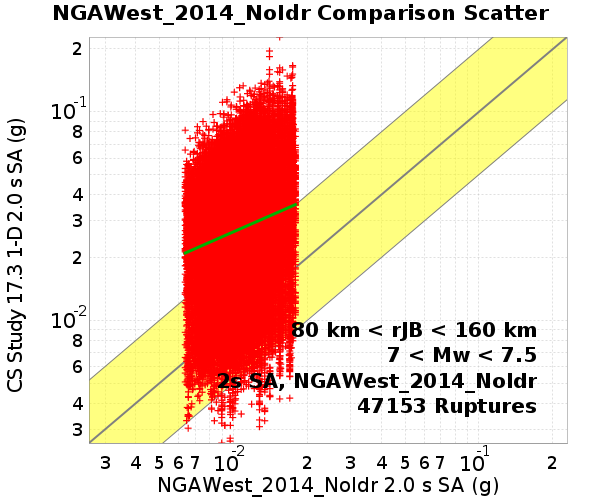 NGAWest_2014_NoIdr Comparison Scatter
CS Study 17.3 1-D 2.0 s SA (g)
2
10-1
8
6
4
3
2
10-2
8
6
4
3
80 km < rJB < 160 km
7 < Mw < 7.5
2s SA, NGAWest_2014_NoIdr
47153 Ruptures
3 4 5 6 7 10-2 2 3 4 5 6 7 10-1 2
NGAWest_2014_NoIdr 2.0 s SA (g)